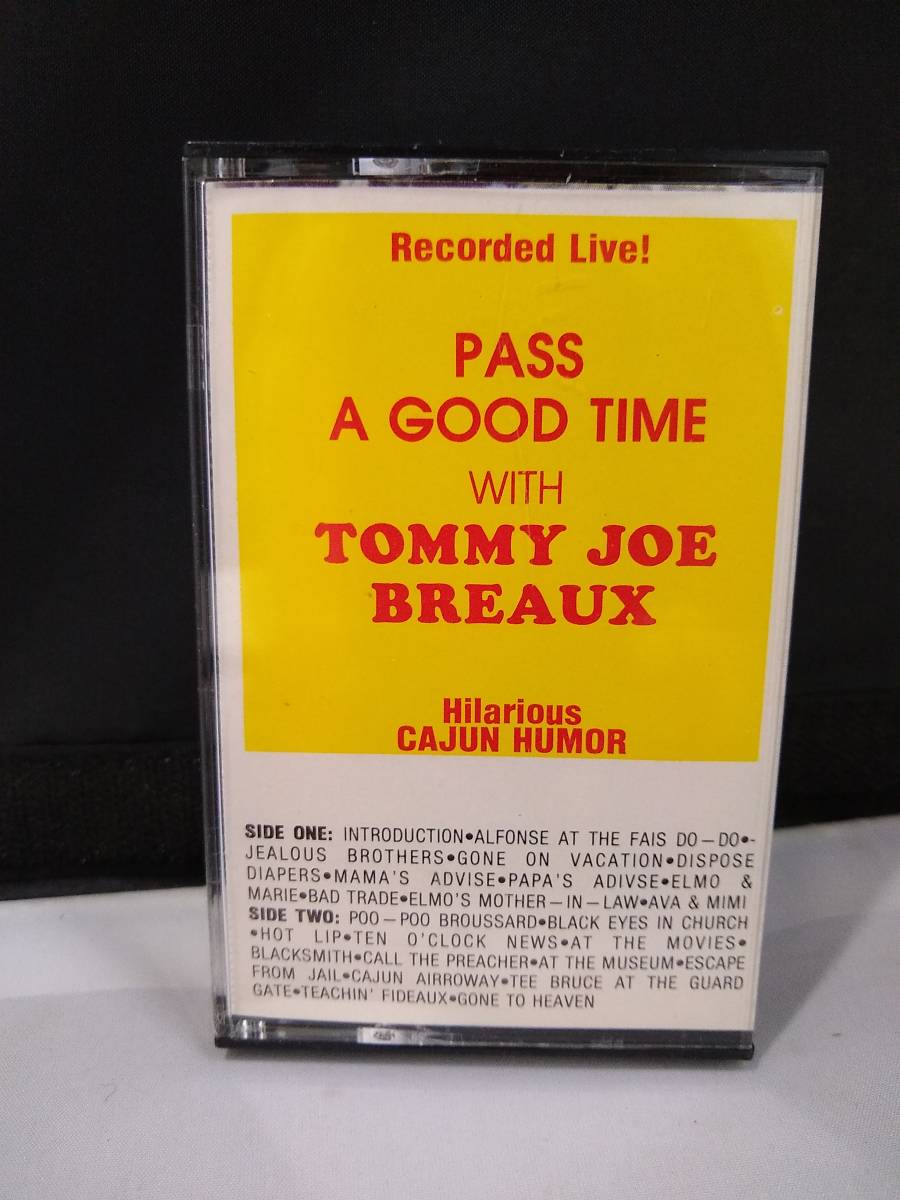 Recorded Live!
PASS
A GOOD TIME
WITH
TOMMY JOE
BREAUX
Hilarious
CAJUN HUMOR
SIDE ONE: INTRODUCTION•ALFONSE AT THE FAIS DO–DO•-
JEALOUS BROTHERS•GONE ON VACATION•DISPOSE
DIAPERS•MAMA'S ADVISE•PAPA'S ADIVSE•ELMO &
MARIE•BAD TRADE•ELMO'S MOTHER–IN–LAW•AVA & MIMI
SIDE TWO: POO–POO BROUSSARD•BLACK EYES IN CHURCH
•HOT LIP•TEN O'CLOCK NEWS•AT THE MOVIES•
BLACKSMITH•CALL THE PREACHER•AT THE MUSEUM•ESCAPE
FROM JAIL•CAJUN AIRROWAY•TEE BRUCE AT THE GUARD
GATE•TEACHIN' FIDEAUX•GONE TO HEAVEN